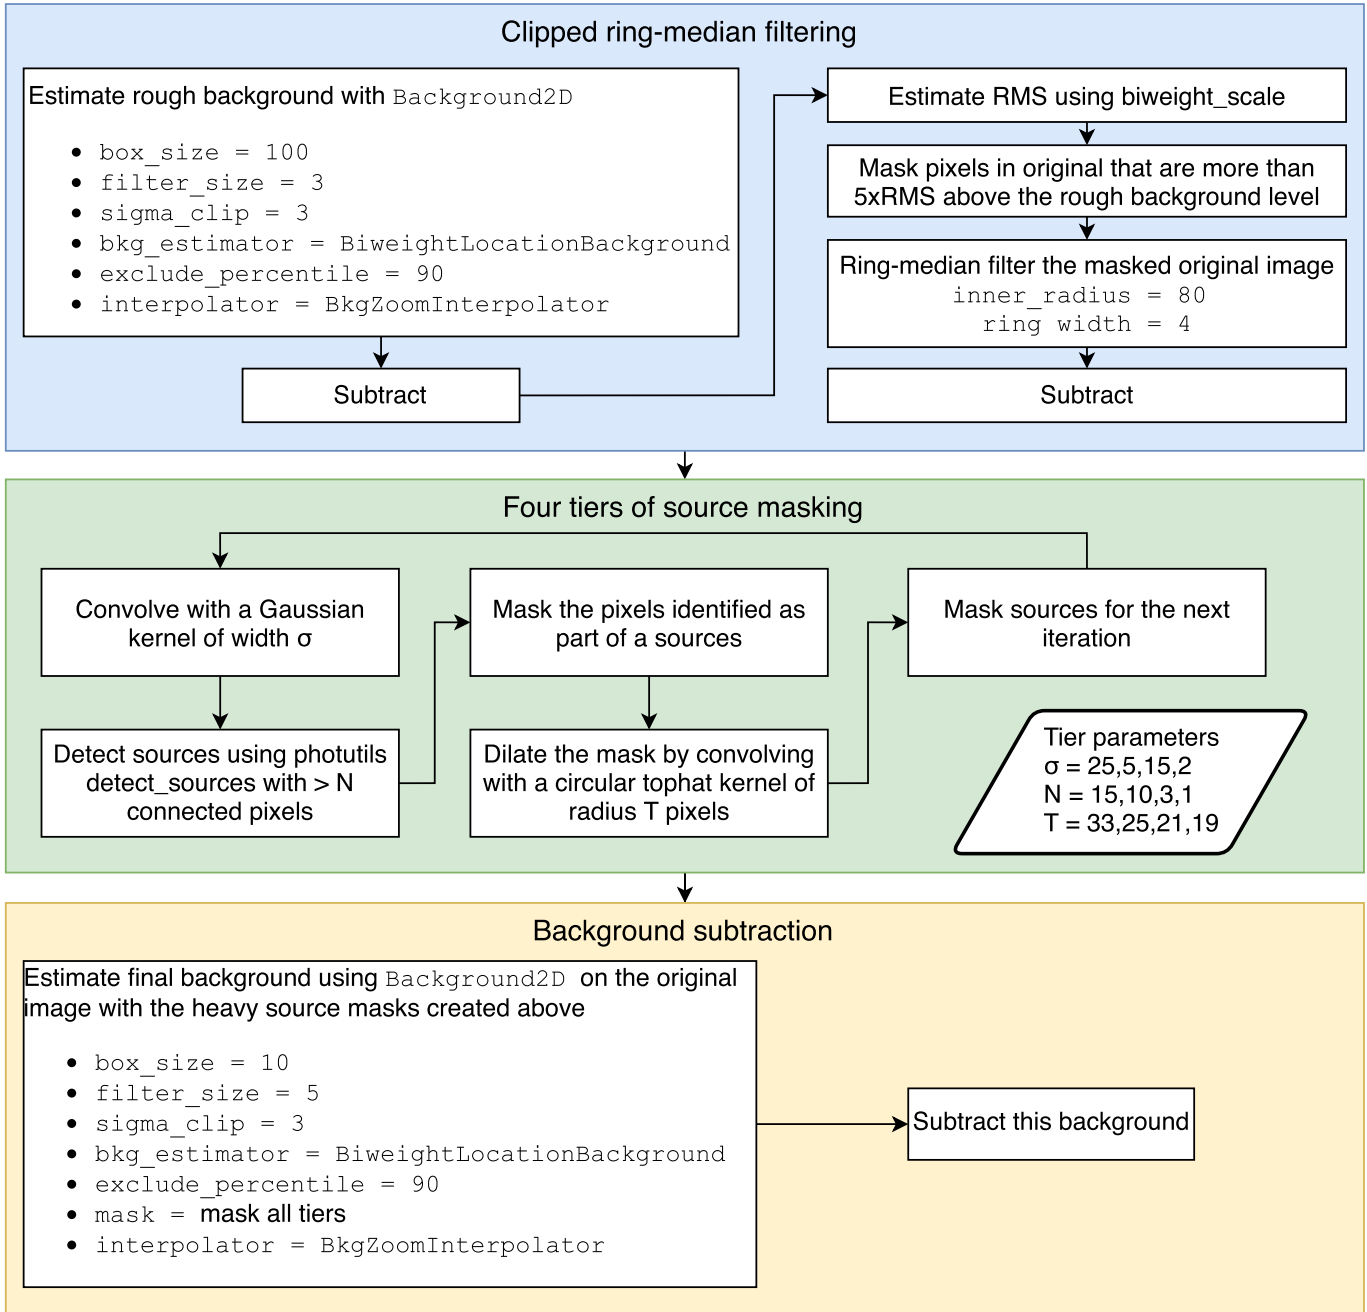 Clipped ring-median filtering
Estimate rough background with Background2D
• box_size = 100
• filter_size = 3
• sigma_clip = 3
• bkg_estimator = BiweightLocationBackground
• exclude_percentile = 90
• interpolator = BkgZoomInterpolator
Subtract
Estimate RMS using biweight_scale
Mask pixels in original that are more than
5xRMS above the rough background level
Ring-median filter the masked original image
inner_radius = 80
ring width = 4
Subtract
Four tiers of source masking
Convolve with a Gaussian
kernel of width σ
Detect sources using photutils
detect_sources with > N
connected pixels
Mask the pixels identified as
part of a sources
Dilate the mask by convolving
with a circular tophat kernel of
radius T pixels
Mask sources for the next
iteration
Tier parameters
σ = 25,5,15,2
N = 15,10,3,1
T = 33,25,21,19
Background subtraction
Estimate final background using Background2D on the original
image with the heavy source masks created above
• box_size = 10
• filter_size = 5
• sigma_clip = 3
• bkg_estimator = BiweightLocationBackground
• exclude_percentile = 90
• mask = mask all tiers
• interpolator = BkgZoomInterpolator
Subtract this background